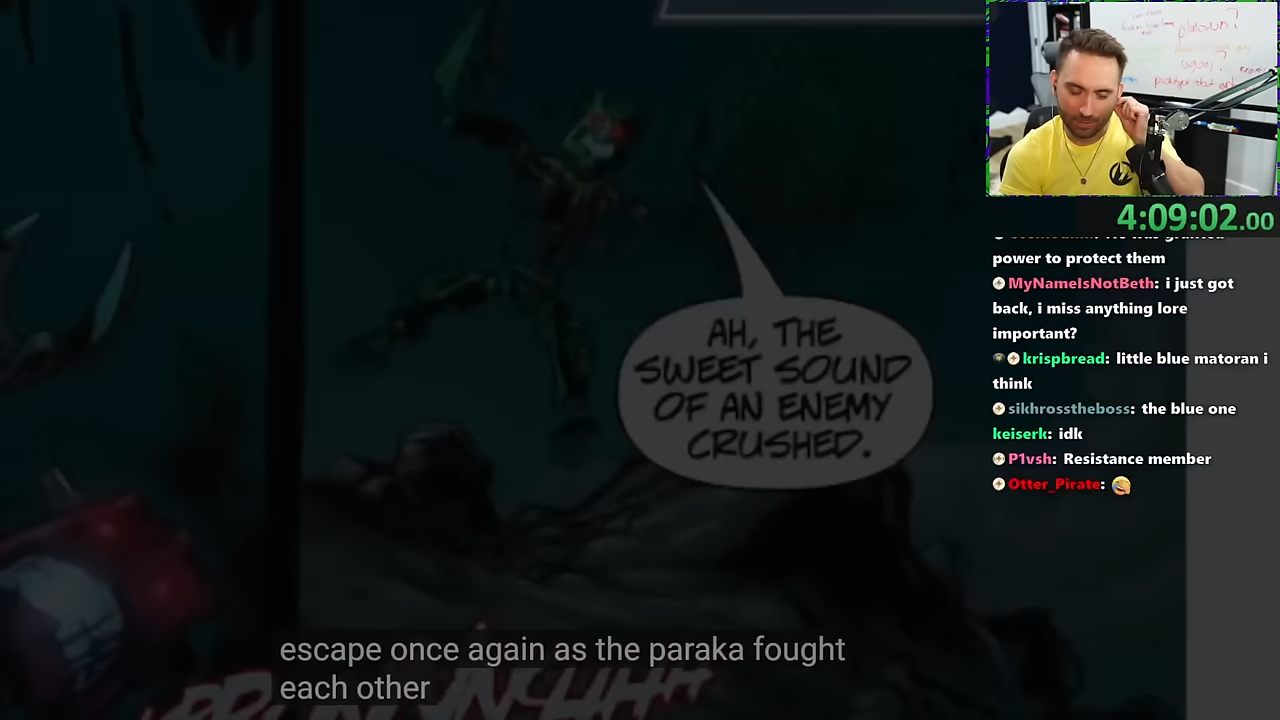 AH, THE
SWEET SOUND
OF AN ENEMY
CRUSHED.
escape once again as the paraka fought
each other
platorun?
agori?
4:09:02.00
power to protect them
MyNameIsNotBeth: i just got
back, i miss anything lore
important?
krispbread: little blue matoran i
think
sikhrosstheboss: the blue one
keiserk: idk
P1vsh: Resistance member
Otter_Pirate: